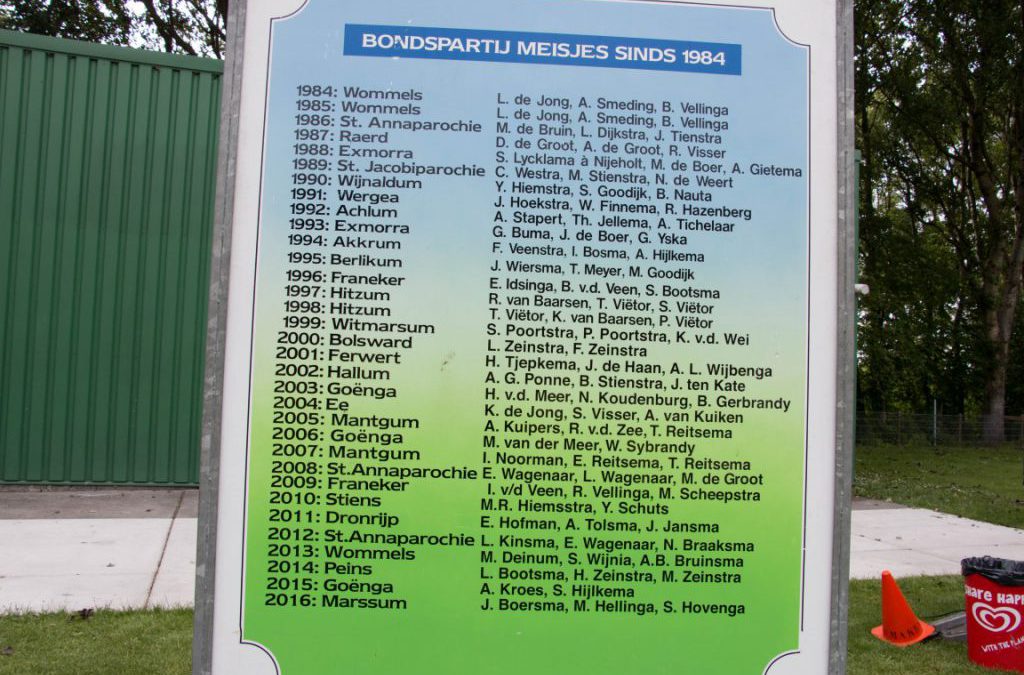 BONDSPARTIJ MEISJES SINDS 1984
1984: Wommels L. de Jong, A. Smeding, B. Vellinga
1985: Wommels L. de Jong, A. Smeding, B. Vellinga
1986: St. Annaparochie M. de Bruin, L. Dijkstra, J. Tienstra
1987: Raerd D. de Groot, A. de Groot, R. Visser
1988: Exmorra S. Lycklama à Nijeholt, M. de Boer, A. Gietema
1989: St. Jacobiparochie C. Westra, M. Stienstra, N. de Weert
1990: Wijnaldum Y. Hiemstra, S. Goodijk, B. Nauta
1991: Wergea J. Hoekstra, W. Finnema, R. Hazenberg
1992: Achlum A. Stapert, Th. Jellema, A. Tichelaar
1993: Exmorra G. Buma, J. de Boer, G. Yska
1994: Akkrum F. Veenstra, I. Bosma, A. Hijlkema
1995: Berlikum J. Wiersma, T. Meyer, M. Goodijk
1996: Franeker E. Idsinga, B. v.d. Veen, S. Bootsma
1997: Hitzum R. van Baarsen, T. Viëtor, S. Viëtor
1998: Hitzum T. Viëtor, K. van Baarsen, P. Viëtor
1999: Witmarsum S. Poortstra, P. Poortstra, K. v.d. Wei
2000: Bolsward L. Zeinstra, F. Zeinstra
2001: Ferwert H. Tjepkema, J. de Haan, A. L. Wijbenga
2002: Hallum A. G. Ponne, B. Stienstra, J. ten Kate
2003: Goënga H. v.d. Meer, N. Koudenburg, B. Gerbrandy
2004: Ee K. de Jong, S. Visser, A. van Kuiken
2005: Mantgum A. Kuipers, R. v.d. Zee, T. Reitsema
2006: Goënga M. van der Meer, W. Sybrandy
2007: Mantgum I. Noorman, E. Reitsema, T. Reitsema
2008: St.Annaparochie E. Wagenaar, L. Wagenaar, M. de Groot
2009: Franeker I. v/d Veen, R. Vellinga, M. Scheepstra
2010: Stiens M.R. Hiemsstra, Y. Schuts
2011: Dronrijp E. Hofman, A. Tolsma, J. Jansma
2012: St.Annaparochie L. Kinsma, E. Wagenaar, N. Braaksma
2013: Wommels M. Deinum, S. Wijnia, A.B. Bruinsma
2014: Peins L. Bootsma, H. Zeinstra, M. Zeinstra
2015: Goënga A. Kroes, S. Hijlkema
2016: Marssum J. Boersma, M. Hellinga, S. Hovenga
WITH THE